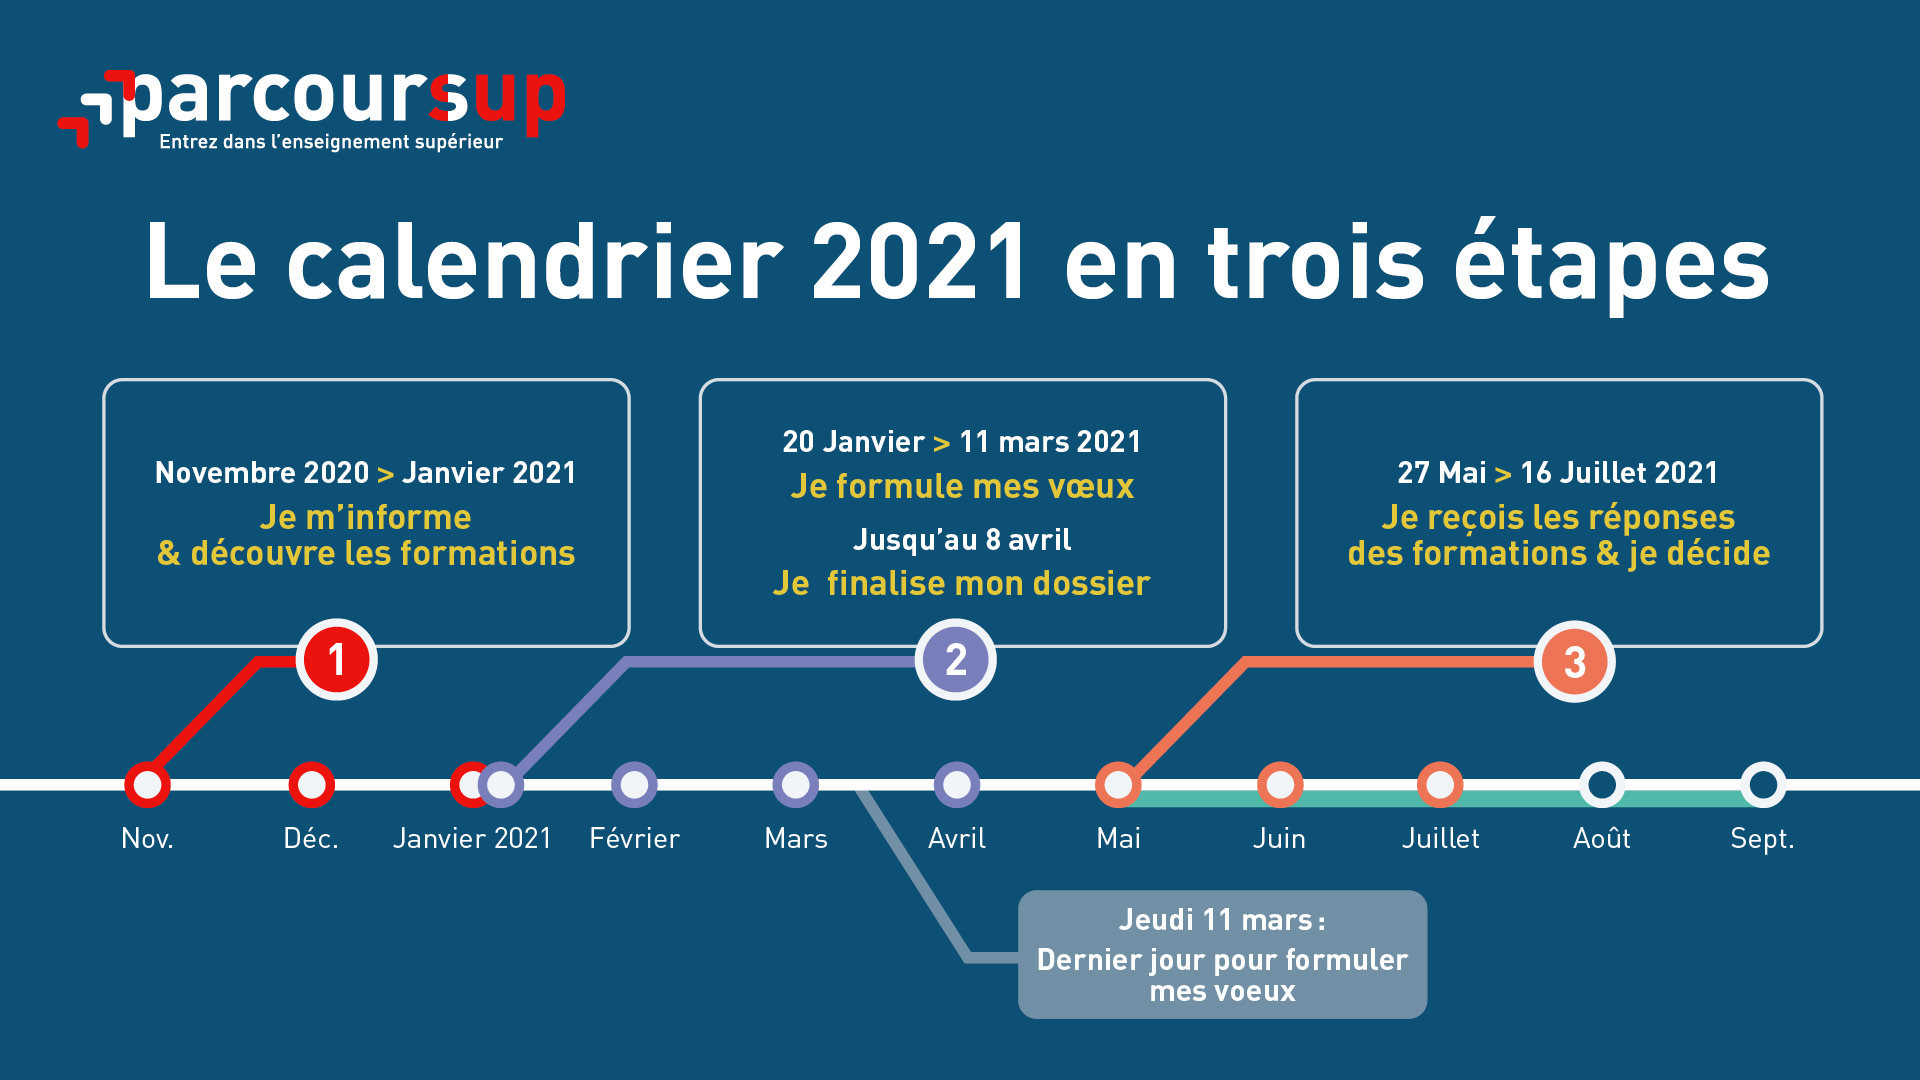 parcoursup
Entrez dans l'enseignement supérieur
Le calendrier 2021 en trois étapes
Novembre 2020 > Janvier 2021
Je m'informe
& découvre les formations
1
20 Janvier > 11 mars 2021
Je formule mes vœux
Jusqu'au 8 avril
Je finalise mon dossier
2
27 Mai > 16 Juillet 2021
Je reçois les réponses
des formations & je décide
3
Nov.
Déc.
Janvier 2021
Février
Mars
Avril
Mai
Juin
Juillet
Août
Sept.
Jeudi 11 mars :
Dernier jour pour formuler
mes voeux